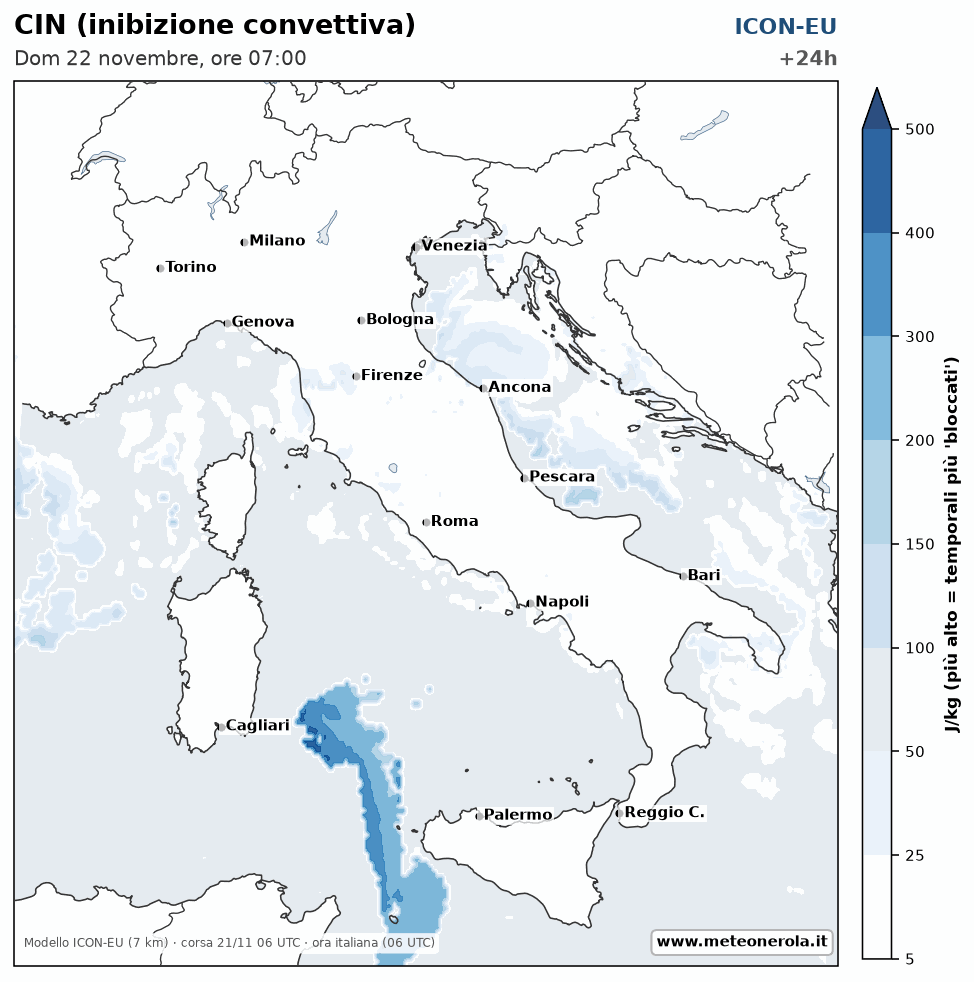 CIN (inibizione convettiva)
ICON-EU
Dom 22 novembre, ore 07:00
+24h
500
400
300
200
150
100
50
25
5
J/kg (più alto = temporali più 'bloccati')
Milano
Venezia
Torino
Genova
Bologna
Firenze
Ancona
Pescara
Roma
Bari
Napoli
Cagliari
Palermo
Reggio C.
Modello ICON-EU (7 km) · corsa 21/11 06 UTC · ora italiana (06 UTC)
www.meteonerola.it